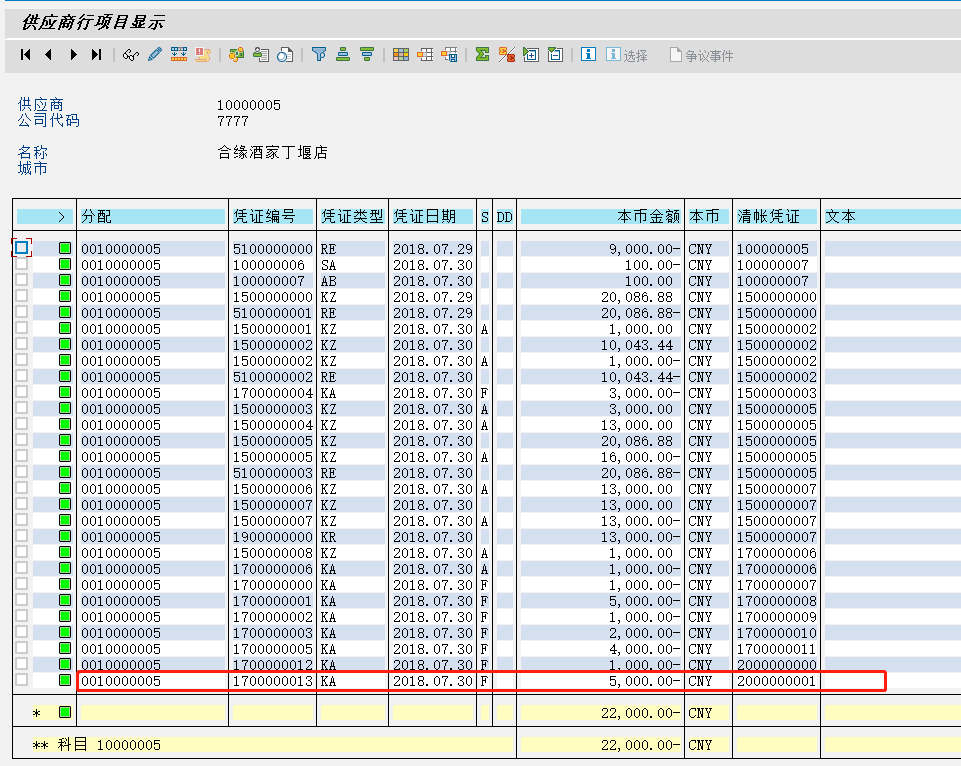 供应商行项目显示
选择 争议事件
供应商 10000005
公司代码 7777
名称 合缘酒家丁堰店
城市
> 分配 凭证编号 凭证类型 凭证日期 S DD 本币金额 本币 清帐凭证 文本
0010000005 5100000000 RE 2018.07.29 9,000.00- CNY 100000005
0010000005 100000006 SA 2018.07.30 100.00- CNY 100000007
0010000005 100000007 AB 2018.07.30 100.00 CNY 100000007
0010000005 1500000000 KZ 2018.07.29 20,086.88 CNY 1500000000
0010000005 5100000001 RE 2018.07.29 20,086.88- CNY 1500000000
0010000005 1500000001 KZ 2018.07.30 A 1,000.00 CNY 1500000002
0010000005 1500000002 KZ 2018.07.30 10,043.44 CNY 1500000002
0010000005 1500000002 KZ 2018.07.30 A 1,000.00- CNY 1500000002
0010000005 5100000002 RE 2018.07.30 10,043.44- CNY 1500000002
0010000005 1700000004 KA 2018.07.30 F 3,000.00- CNY 1500000003
0010000005 1500000003 KZ 2018.07.30 A 3,000.00 CNY 1500000005
0010000005 1500000004 KZ 2018.07.30 A 13,000.00 CNY 1500000005
0010000005 1500000005 KZ 2018.07.30 20,086.88 CNY 1500000005
0010000005 1500000005 KZ 2018.07.30 A 16,000.00- CNY 1500000005
0010000005 5100000003 RE 2018.07.30 20,086.88- CNY 1500000005
0010000005 1500000006 KZ 2018.07.30 A 13,000.00 CNY 1500000007
0010000005 1500000007 KZ 2018.07.30 13,000.00 CNY 1500000007
0010000005 1500000007 KZ 2018.07.30 A 13,000.00- CNY 1500000007
0010000005 1900000000 KR 2018.07.30 13,000.00- CNY 1500000007
0010000005 1500000008 KZ 2018.07.30 A 1,000.00 CNY 1700000006
0010000005 1700000006 KA 2018.07.30 A 1,000.00- CNY 1700000006
0010000005 1700000000 KA 2018.07.30 F 1,000.00- CNY 1700000007
0010000005 1700000001 KA 2018.07.30 F 5,000.00- CNY 1700000008
0010000005 1700000002 KA 2018.07.30 F 1,000.00- CNY 1700000009
0010000005 1700000003 KA 2018.07.30 F 2,000.00- CNY 1700000010
0010000005 1700000005 KA 2018.07.30 F 4,000.00- CNY 1700000011
0010000005 1700000012 KA 2018.07.30 F 1,000.00- CNY 2000000000
0010000005 1700000013 KA 2018.07.30 F 5,000.00- CNY 2000000001
* 22,000.00- CNY
** 科目 10000005 22,000.00- CNY